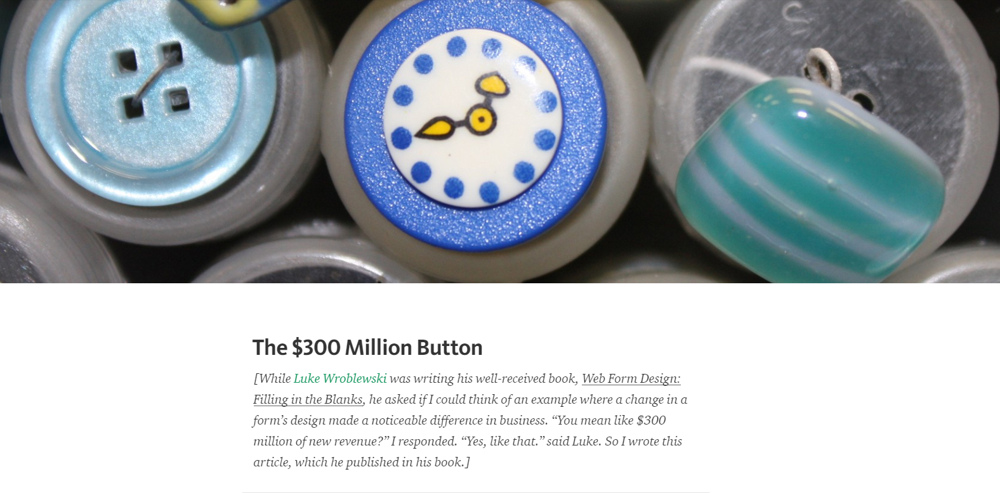 The $300 Million Button
[While Luke Wroblewski was writing his well-received book, Web Form Design:
Filling in the Blanks, he asked if I could think of an example where a change in a
form’s design made a noticeable difference in business. “You mean like $300
million of new revenue?” I responded. “Yes, like that.” said Luke. So I wrote this
article, which he published in his book.]